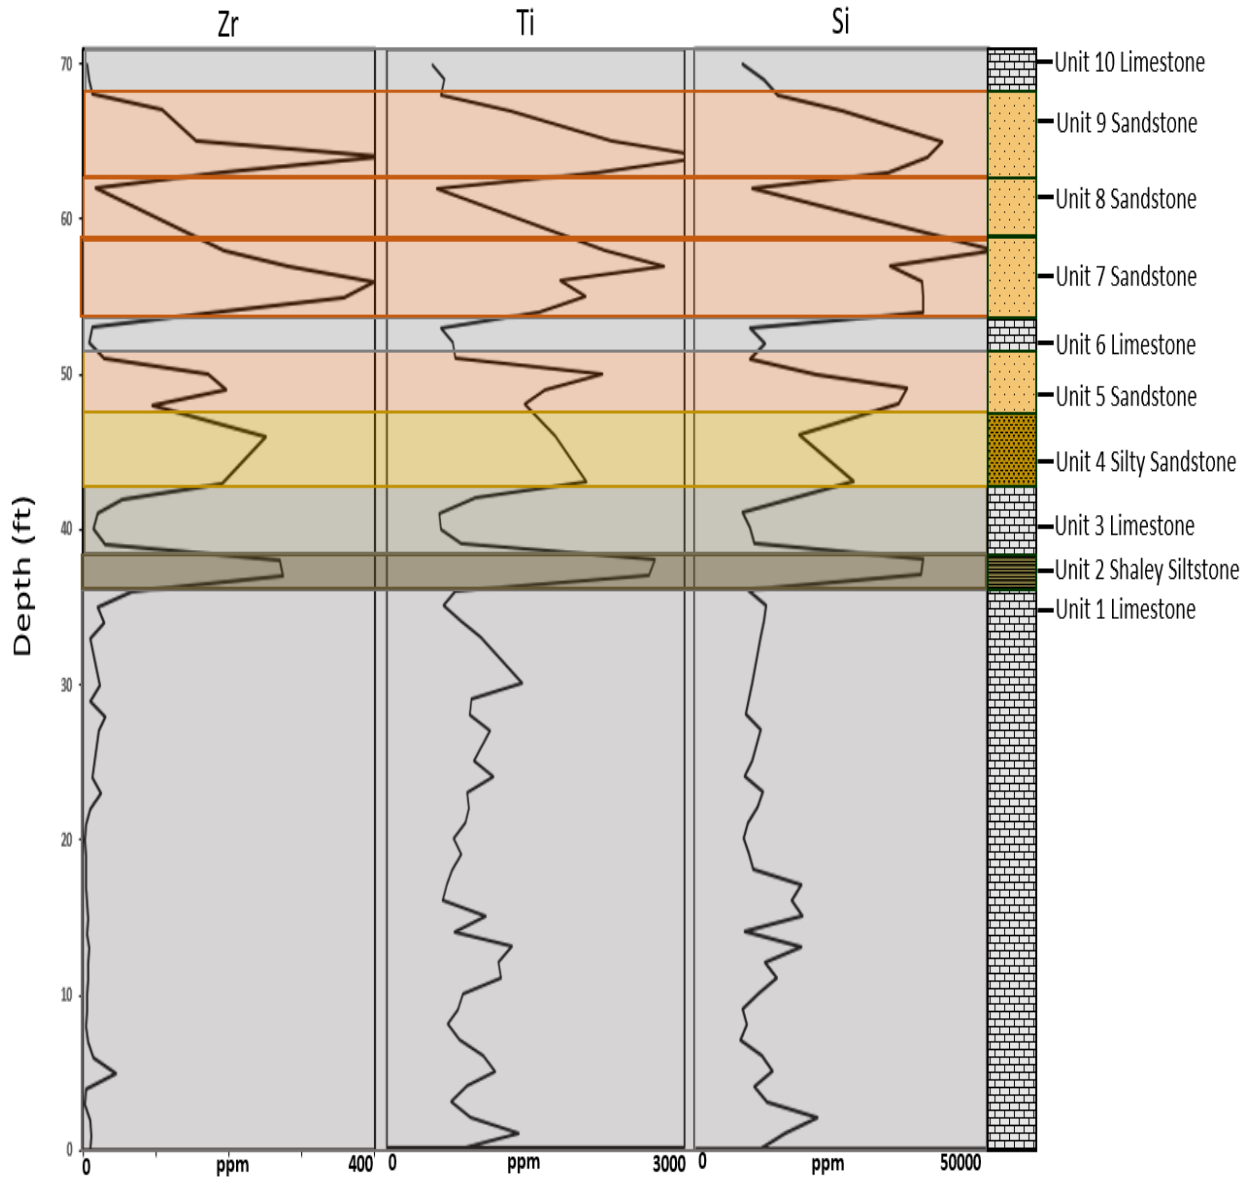 Zr
Ti
Si
70
60
50
40
30
20
10
0
Depth (ft)
0 ppm 400
0 ppm 3000
0 ppm 50000
Unit 10 Limestone
Unit 9 Sandstone
Unit 8 Sandstone
Unit 7 Sandstone
Unit 6 Limestone
Unit 5 Sandstone
Unit 4 Silty Sandstone
Unit 3 Limestone
Unit 2 Shaley Siltstone
Unit 1 Limestone